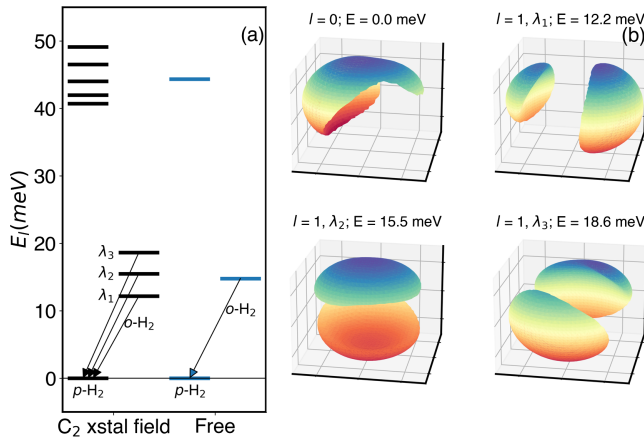 (a)
50
40
30
20
10
0
E_l(meV)
λ₃
λ₂
λ₁
o-H₂
o-H₂
p-H₂
p-H₂
C₂ xstal field
Free
l = 0; E = 0.0 meV
l = 1, λ₁; E = 12.2 meV
(b)
l = 1, λ₂; E = 15.5 meV
l = 1, λ₃; E = 18.6 meV